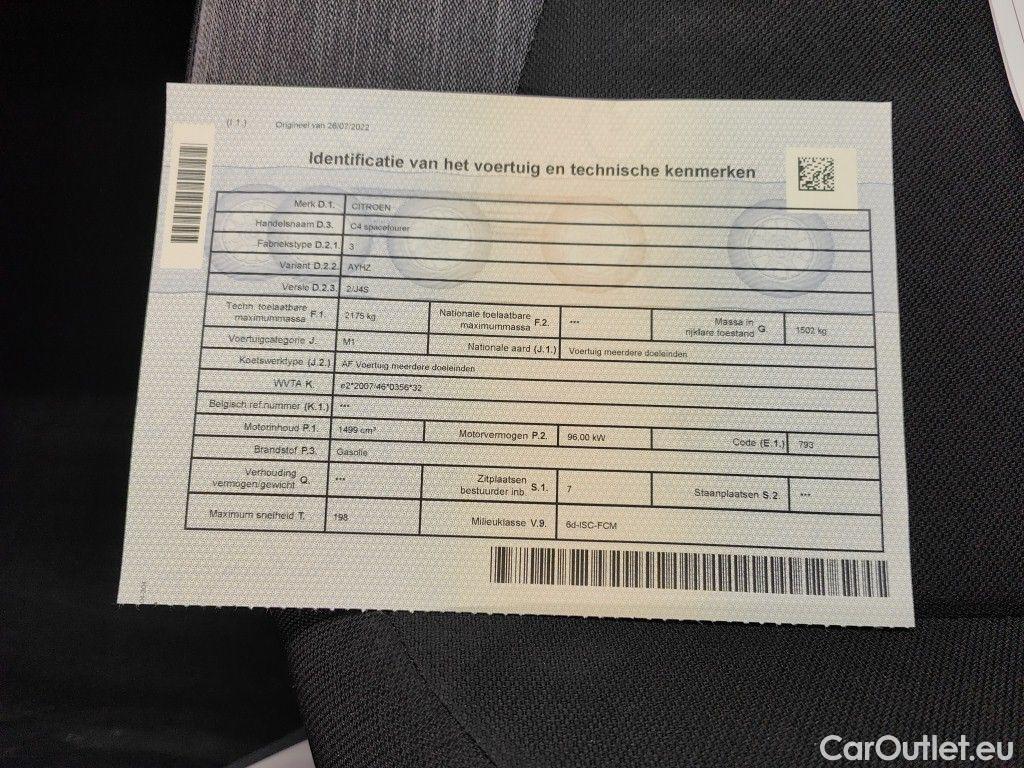 (I.1.) Origineel van 26/07/2022
Identificatie van het voertuig en technische kenmerken
Merk D.1. CITROEN
Handelsnaam D.3. C4 spacetourer
Fabriekstype D.2.1. 3
Variant D.2.2. AYHZ
Versie D.2.3. 2/J4S
Techn. toelaatbare maximummassa F.1. 2175 kg Nationale toelaatbare maximummassa F.2. *** Massa in rijklare toestand G. 1502 kg
Voertuigcategorie J. M1 Nationale aard (J.1.) Voertuig meerdere doeleinden
Koetswerktype (J.2.) AF Voertuig meerdere doeleinden
WVTA K. e2*2007/46*0356*32
Belgisch ref.nummer (K.1.) ***
Motorinhoud P.1. 1499 cm³ Motorvermogen P.2. 96,00 kW Code (E.1.) 793
Brandstof P.3. Gasolie
Verhouding vermogen/gewicht Q. *** Zitplaatsen bestuurder inb. S.1. 7 Staanplaatsen S.2. ***
Maximum snelheid T. 198 Milieuklasse V.9. 6d-ISC-FCM
CarOutlet.eu